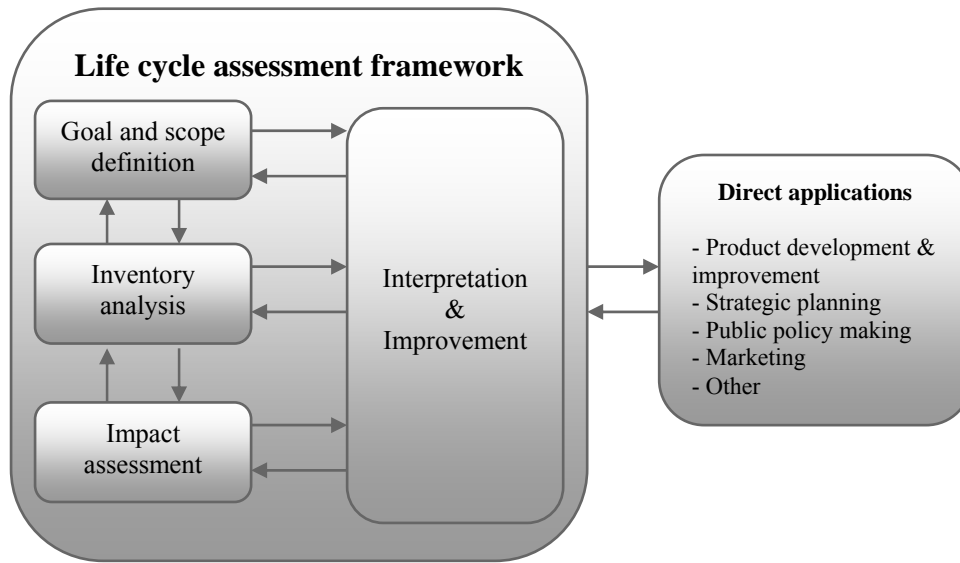 Life cycle assessment framework
Goal and scope
definition
Inventory
analysis
Impact
assessment
Interpretation
&
Improvement
Direct applications
- Product development &
improvement
- Strategic planning
- Public policy making
- Marketing
- Other